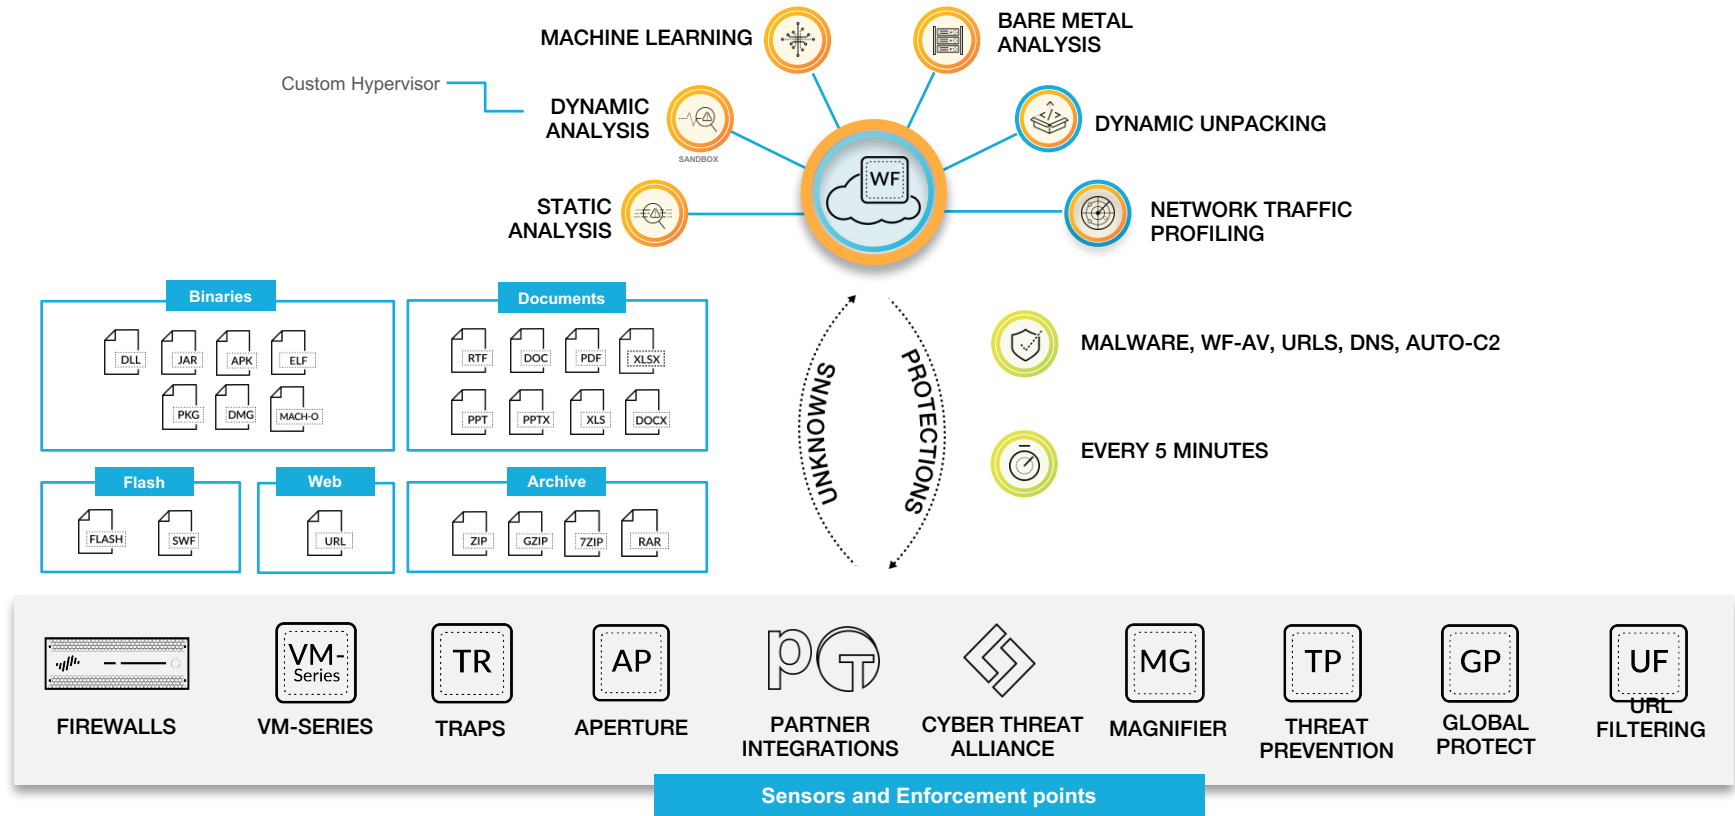 MACHINE LEARNING
BARE METAL
ANALYSIS
Custom Hypervisor
DYNAMIC
ANALYSIS
SANDBOX
DYNAMIC UNPACKING
WF
STATIC
ANALYSIS
NETWORK TRAFFIC
PROFILING
Binaries
DLL
JAR
APK
ELF
PKG
DMG
MACH-O
Documents
RTF
DOC
PDF
XLSX
PPT
PPTX
XLS
DOCX
Flash
FLASH
SWF
Web
URL
Archive
ZIP
GZIP
7ZIP
RAR
UNKNOWNS
PROTECTIONS
MALWARE, WF-AV, URLS, DNS, AUTO-C2
EVERY 5 MINUTES
FIREWALLS
VM-
Series
VM-SERIES
TR
TRAPS
AP
APERTURE
PT
PARTNER
INTEGRATIONS
CYBER THREAT
ALLIANCE
MG
MAGNIFIER
TP
THREAT
PREVENTION
GP
GLOBAL
PROTECT
UF
URL
FILTERING
Sensors and Enforcement points